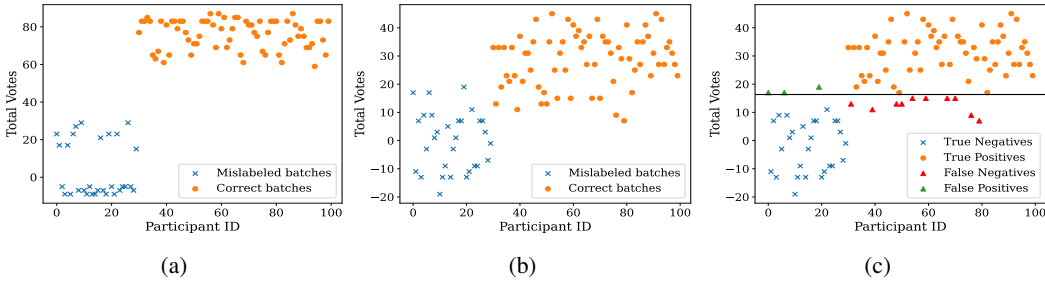 Total Votes
80
60
40
20
0
Mislabeled batches
Correct batches
0 20 40 60 80 100
Participant ID
(a)
Total Votes
40
30
20
10
0
−10
−20
Mislabeled batches
Correct batches
0 20 40 60 80 100
Participant ID
(b)
Total Votes
40
30
20
10
0
−10
−20
True Negatives
True Positives
False Negatives
False Positives
0 20 40 60 80 100
Participant ID
(c)